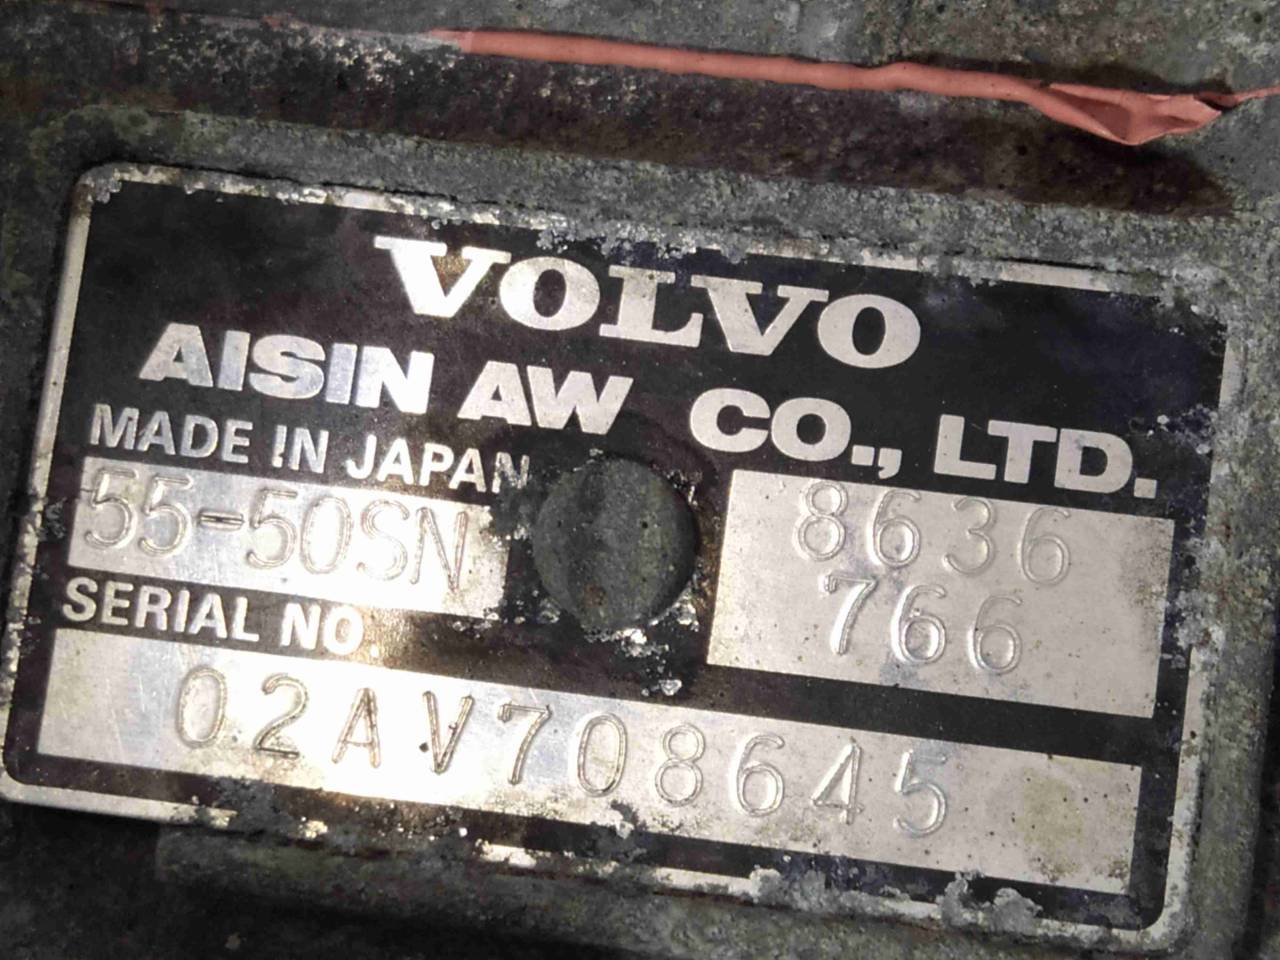 VOLVO
AISIN AW CO., LTD.
MADE IN JAPAN
55-50SN
8636
766
SERIAL NO.
02AV708645